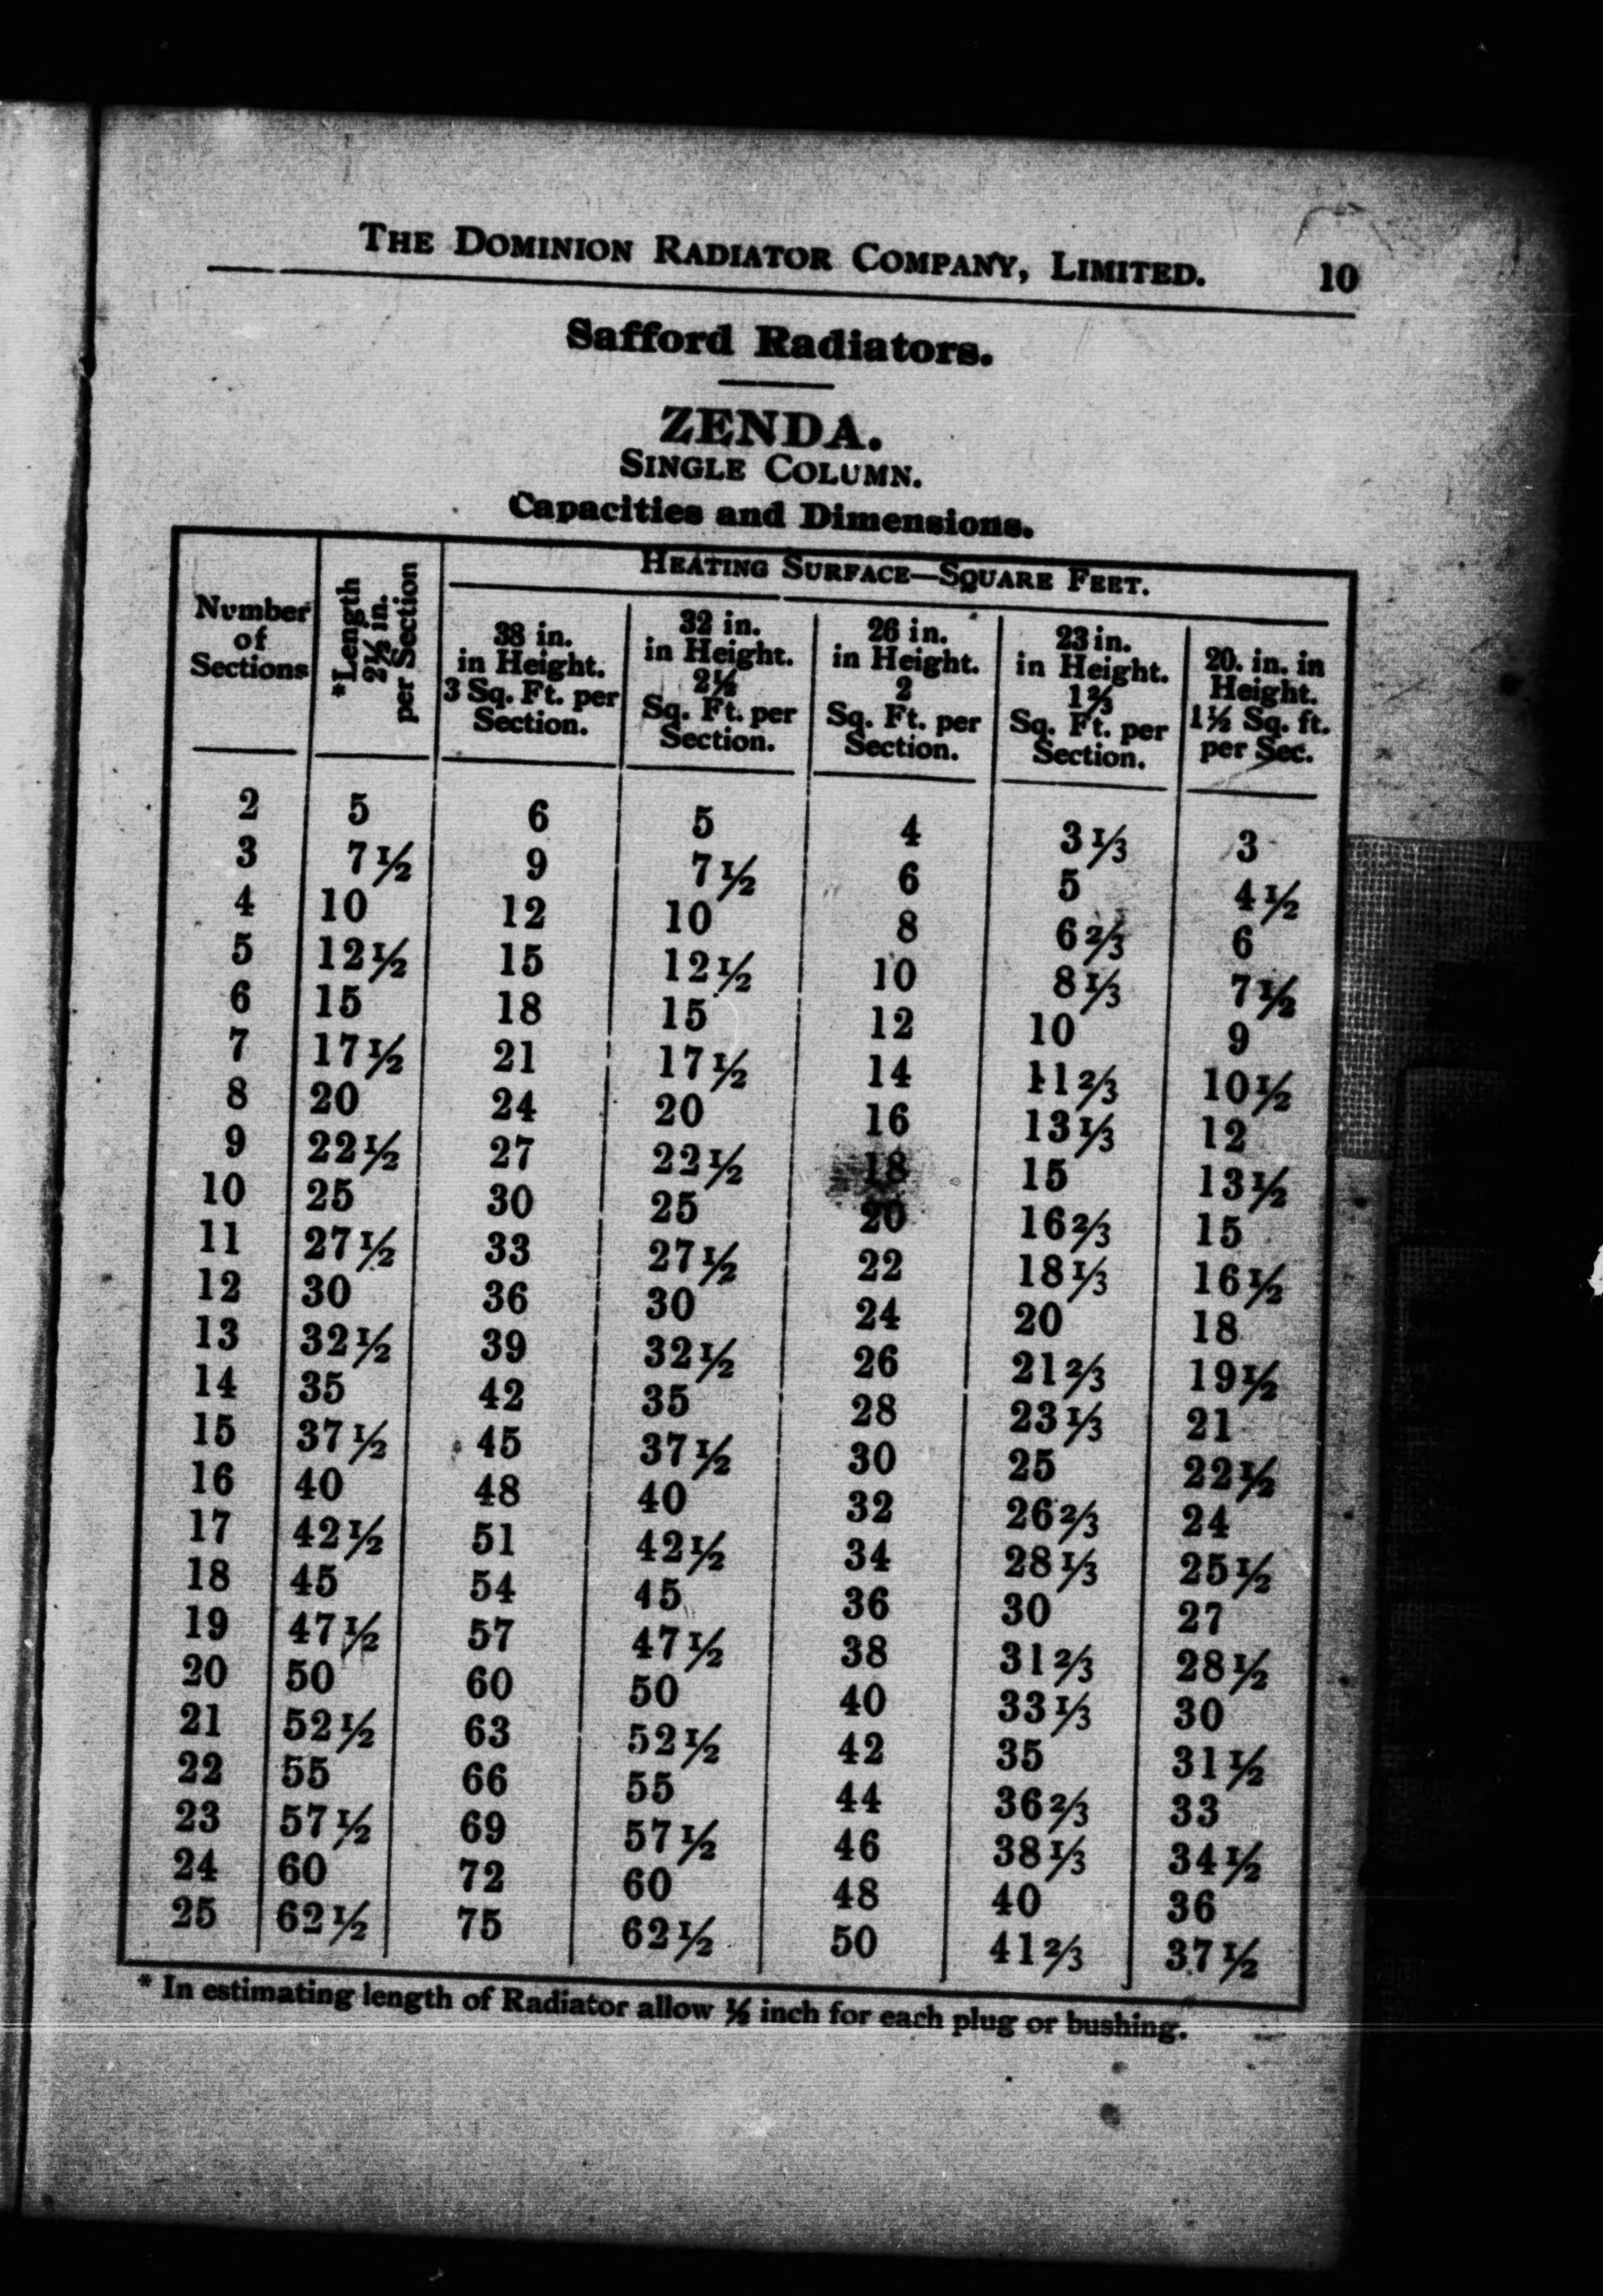 THE DOMINION RADIATOR COMPANY, LIMITED. 10
Safford Radiators.
ZENDA.
SINGLE COLUMN.
Capacities and Dimensions.
HEATING SURFACE—SQUARE FEET.
Number
of
Sections
*Length
2½ in.
per Section
38 in.
in Height.
3 Sq. Ft. per
Section.
32 in.
in Height.
2½
Sq. Ft. per
Section.
26 in.
in Height.
2
Sq. Ft. per
Section.
23 in.
in Height.
1⅔
Sq. Ft. per
Section.
20. in. in
Height.
1½ Sq. ft.
per Sec.
2 5 6 5 4 3⅓ 3
3 7½ 9 7½ 6 5 4½
4 10 12 10 8 6⅔ 6
5 12½ 15 12½ 10 8⅓ 7½
6 15 18 15 12 10 9
7 17½ 21 17½ 14 11⅔ 10½
8 20 24 20 16 13⅓ 12
9 22½ 27 22½ 18 15 13½
10 25 30 25 20 16⅔ 15
11 27½ 33 27½ 22 18⅓ 16½
12 30 36 30 24 20 18
13 32½ 39 32½ 26 21⅔ 19½
14 35 42 35 28 23⅓ 21
15 37½ 45 37½ 30 25 22½
16 40 48 40 32 26⅔ 24
17 42½ 51 42½ 34 28⅓ 25½
18 45 54 45 36 30 27
19 47½ 57 47½ 38 31⅔ 28½
20 50 60 50 40 33⅓ 30
21 52½ 63 52½ 42 35 31½
22 55 66 55 44 36⅔ 33
23 57½ 69 57½ 46 38⅓ 34½
24 60 72 60 48 40 36
25 62½ 75 62½ 50 41⅔ 37½
* In estimating length of Radiator allow ½ inch for each plug or bushing.